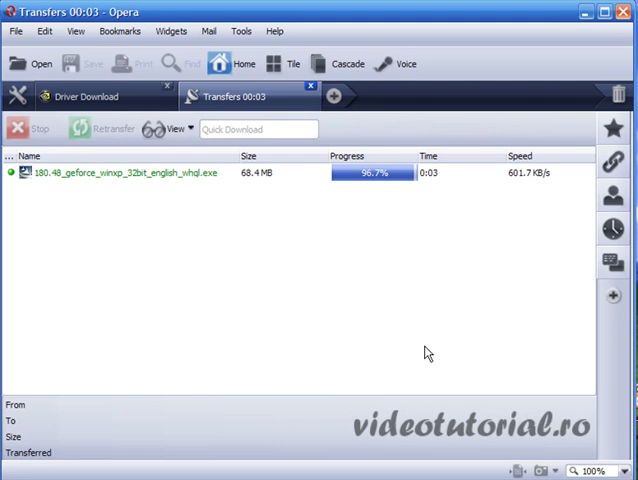 Transfers 00:03 - Opera
File Edit View Bookmarks Widgets Mail Tools Help
Open Save Print Find Home Tile Cascade Voice
Driver Download Transfers 00:03
Stop Retransfer View Quick Download
... Name Size Progress Time Speed
180.48_geforce_winxp_32bit_english_whql.exe 68.4 MB 96.7% 0:03 601.7 KB/s
From
To
Size
Transferred
videotutorial.ro
100%